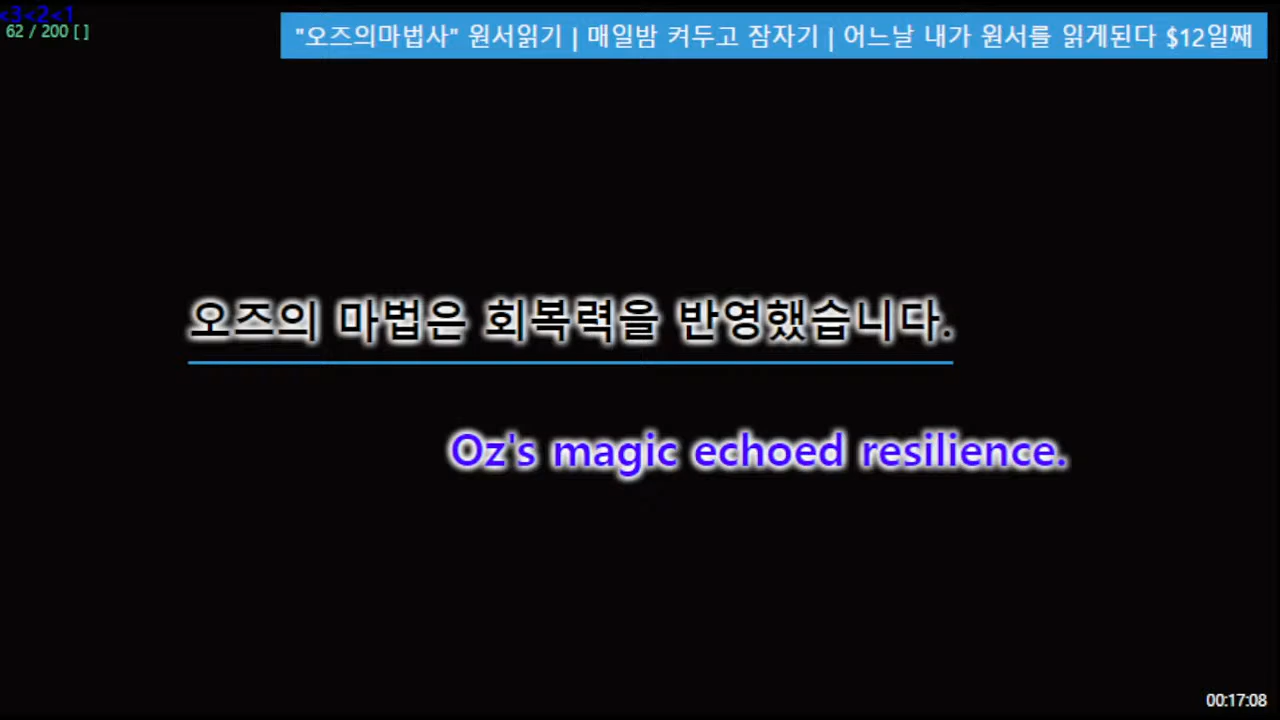 <3<2<1
62 / 200 [ ]
"오즈의마법사" 원서읽기 | 매일밤 켜두고 잠자기 | 어느날 내가 원서를 읽게된다 $12일째
오즈의 마법은 회복력을 반영했습니다.
Oz's magic echoed resilience.
00:17:08